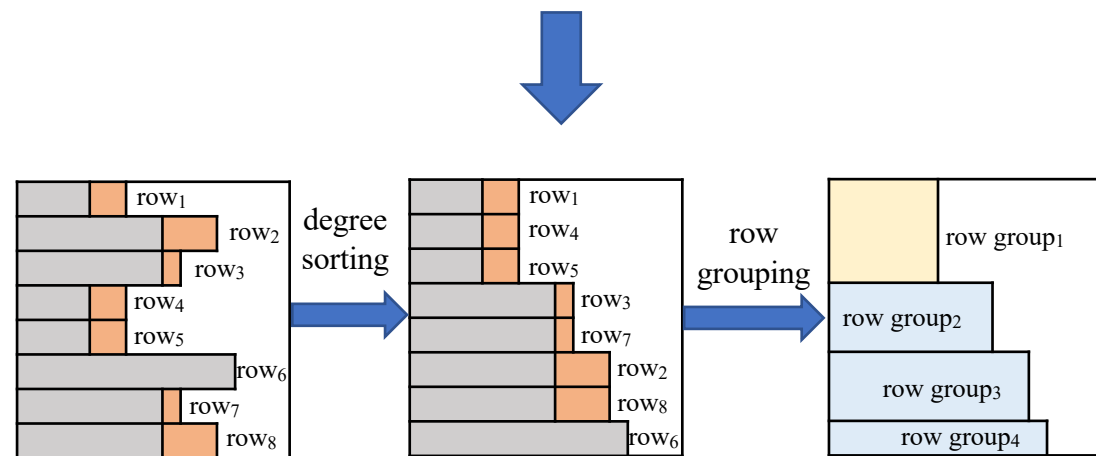 row₁
row₂
row₃
row₄
row₅
row₆
row₇
row₈
degree
sorting
row₁
row₄
row₅
row₃
row₇
row₂
row₈
row₆
row
grouping
row group₁
row group₂
row group₃
row group₄